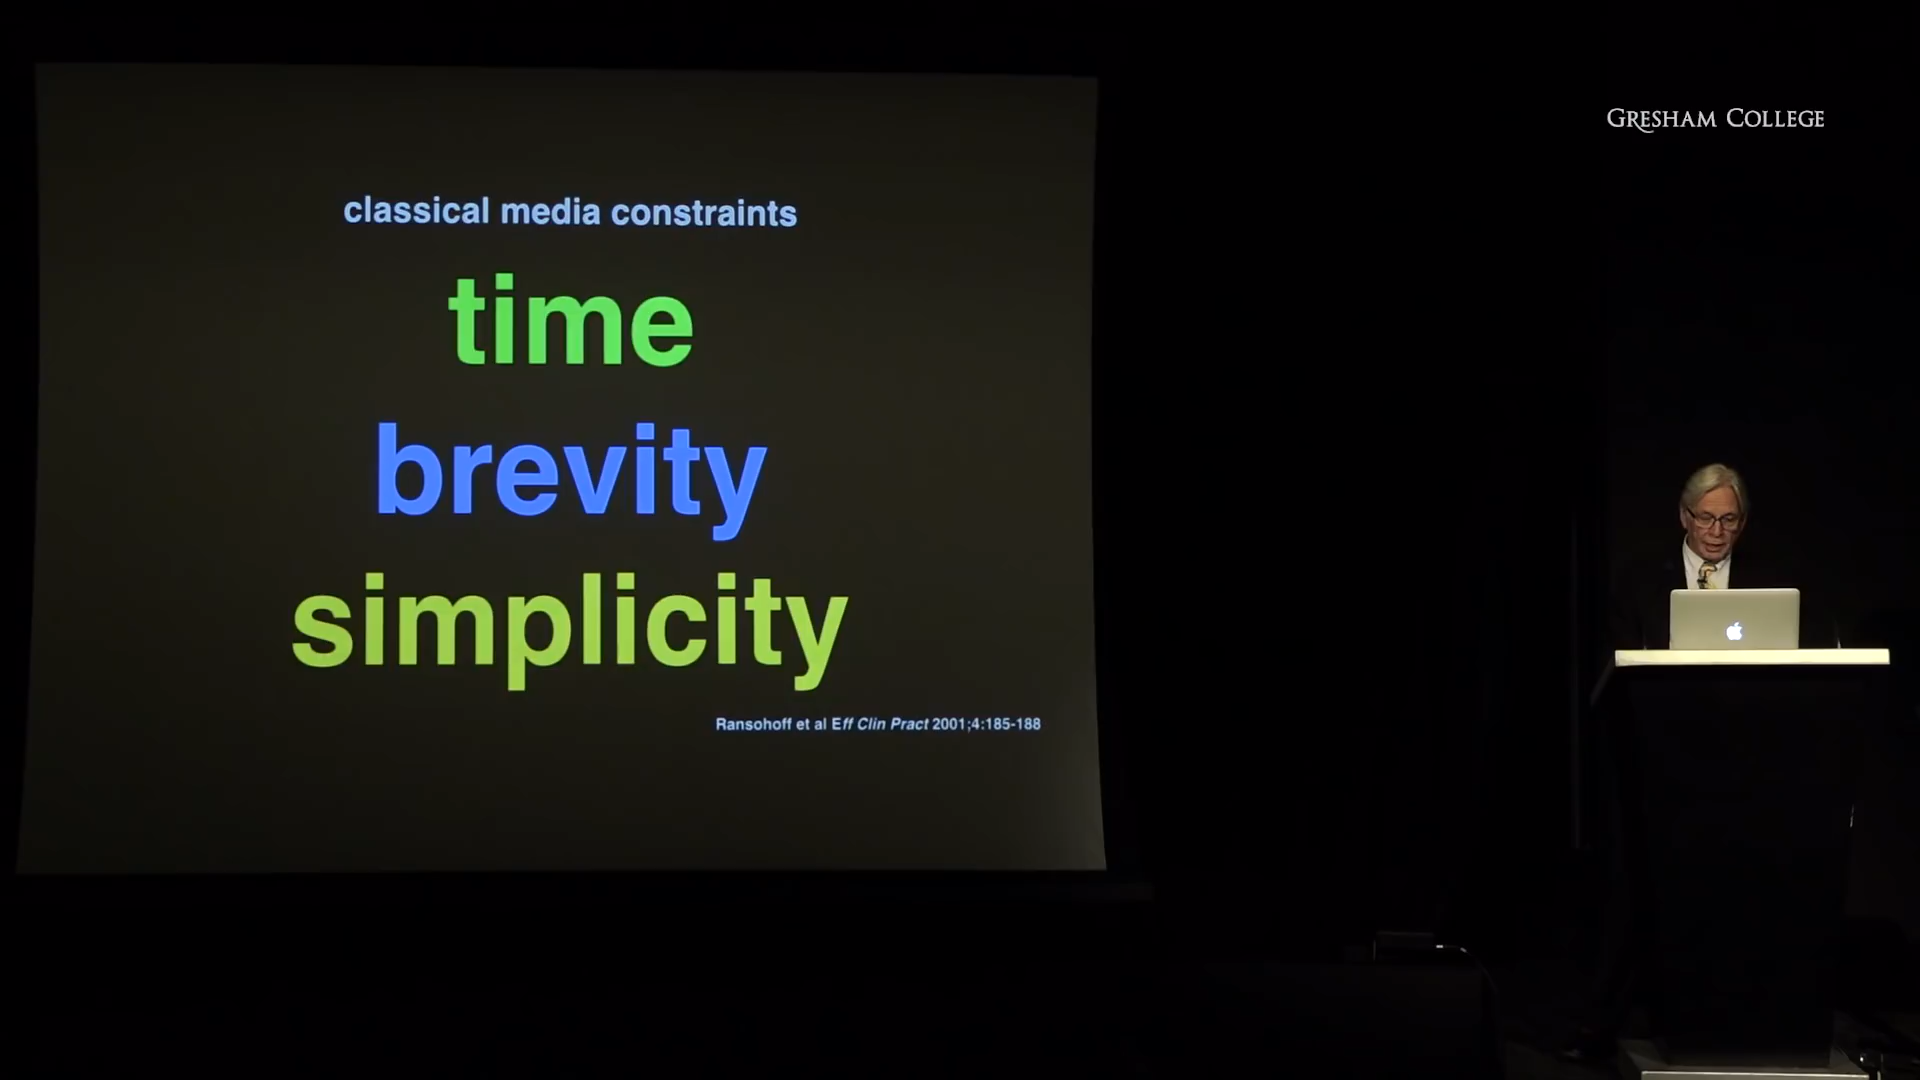 GRESHAM COLLEGE
classical media constraints
time
brevity
simplicity
Ransohoff et al Eff Clin Pract 2001;4:185-188